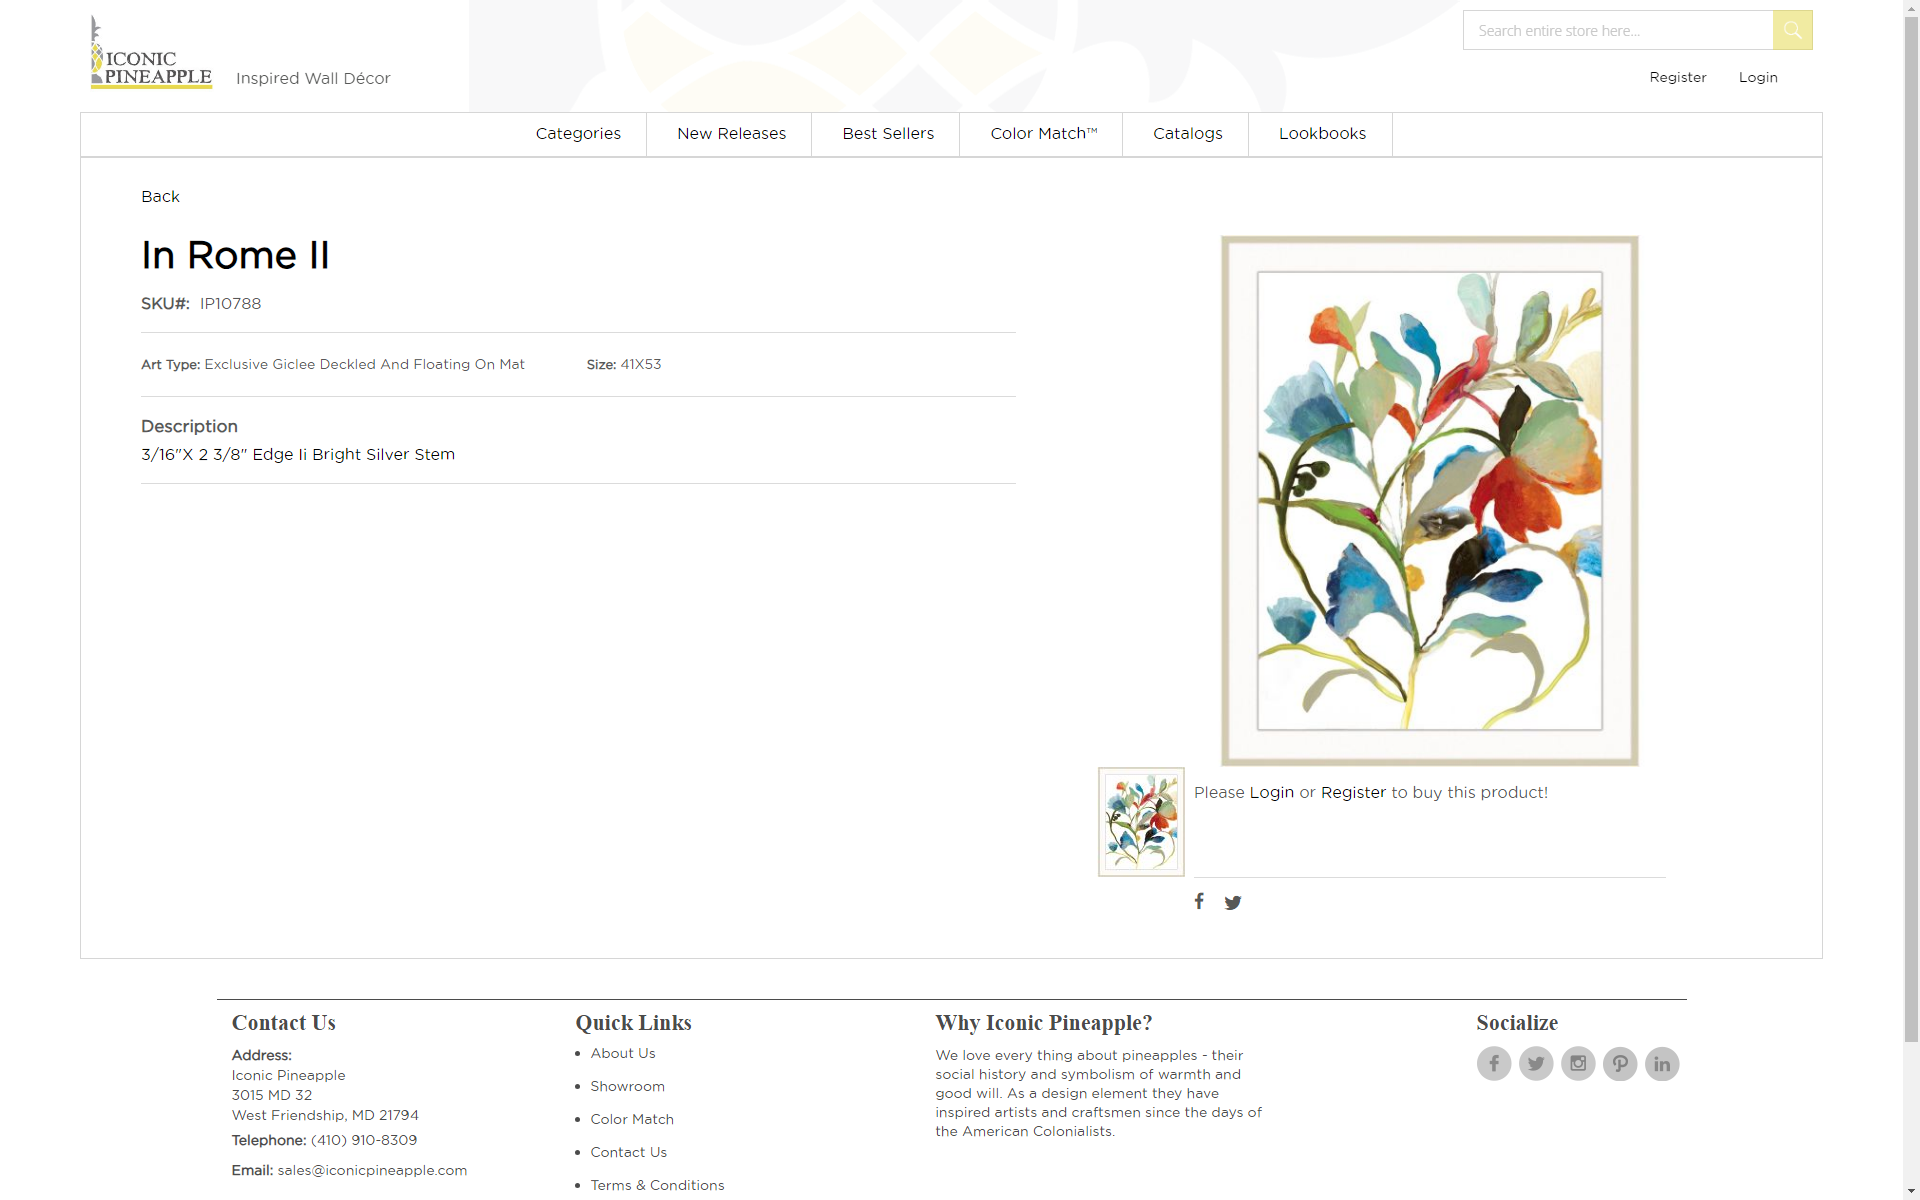 ICONIC
PINEAPPLE
Inspired Wall Décor
Search entire store here...
Register
Login
Categories
New Releases
Best Sellers
Color Match™
Catalogs
Lookbooks
Back
In Rome II
SKU#: IP10788
Art Type: Exclusive Giclee Deckled And Floating On Mat
Size: 41X53
Description
3/16"X 2 3/8" Edge Ii Bright Silver Stem
Please Login or Register to buy this product!
Contact Us
Address:
Iconic Pineapple
3015 MD 32
West Friendship, MD 21794
Telephone: (410) 910-8309
Email: sales@iconicpineapple.com
Quick Links
About Us
Showroom
Color Match
Contact Us
Terms & Conditions
Why Iconic Pineapple?
We love every thing about pineapples - their
social history and symbolism of warmth and
good will. As a design element they have
inspired artists and craftsmen since the days of
the American Colonialists.
Socialize